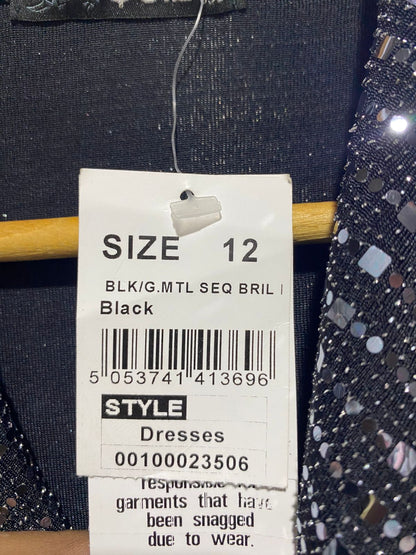 SIZE 12
BLK/G.MTL SEQ BRIL
Black
5 053741 413696
STYLE
Dresses
00100023506
responsible
garments that have
been snagged
due to wear.